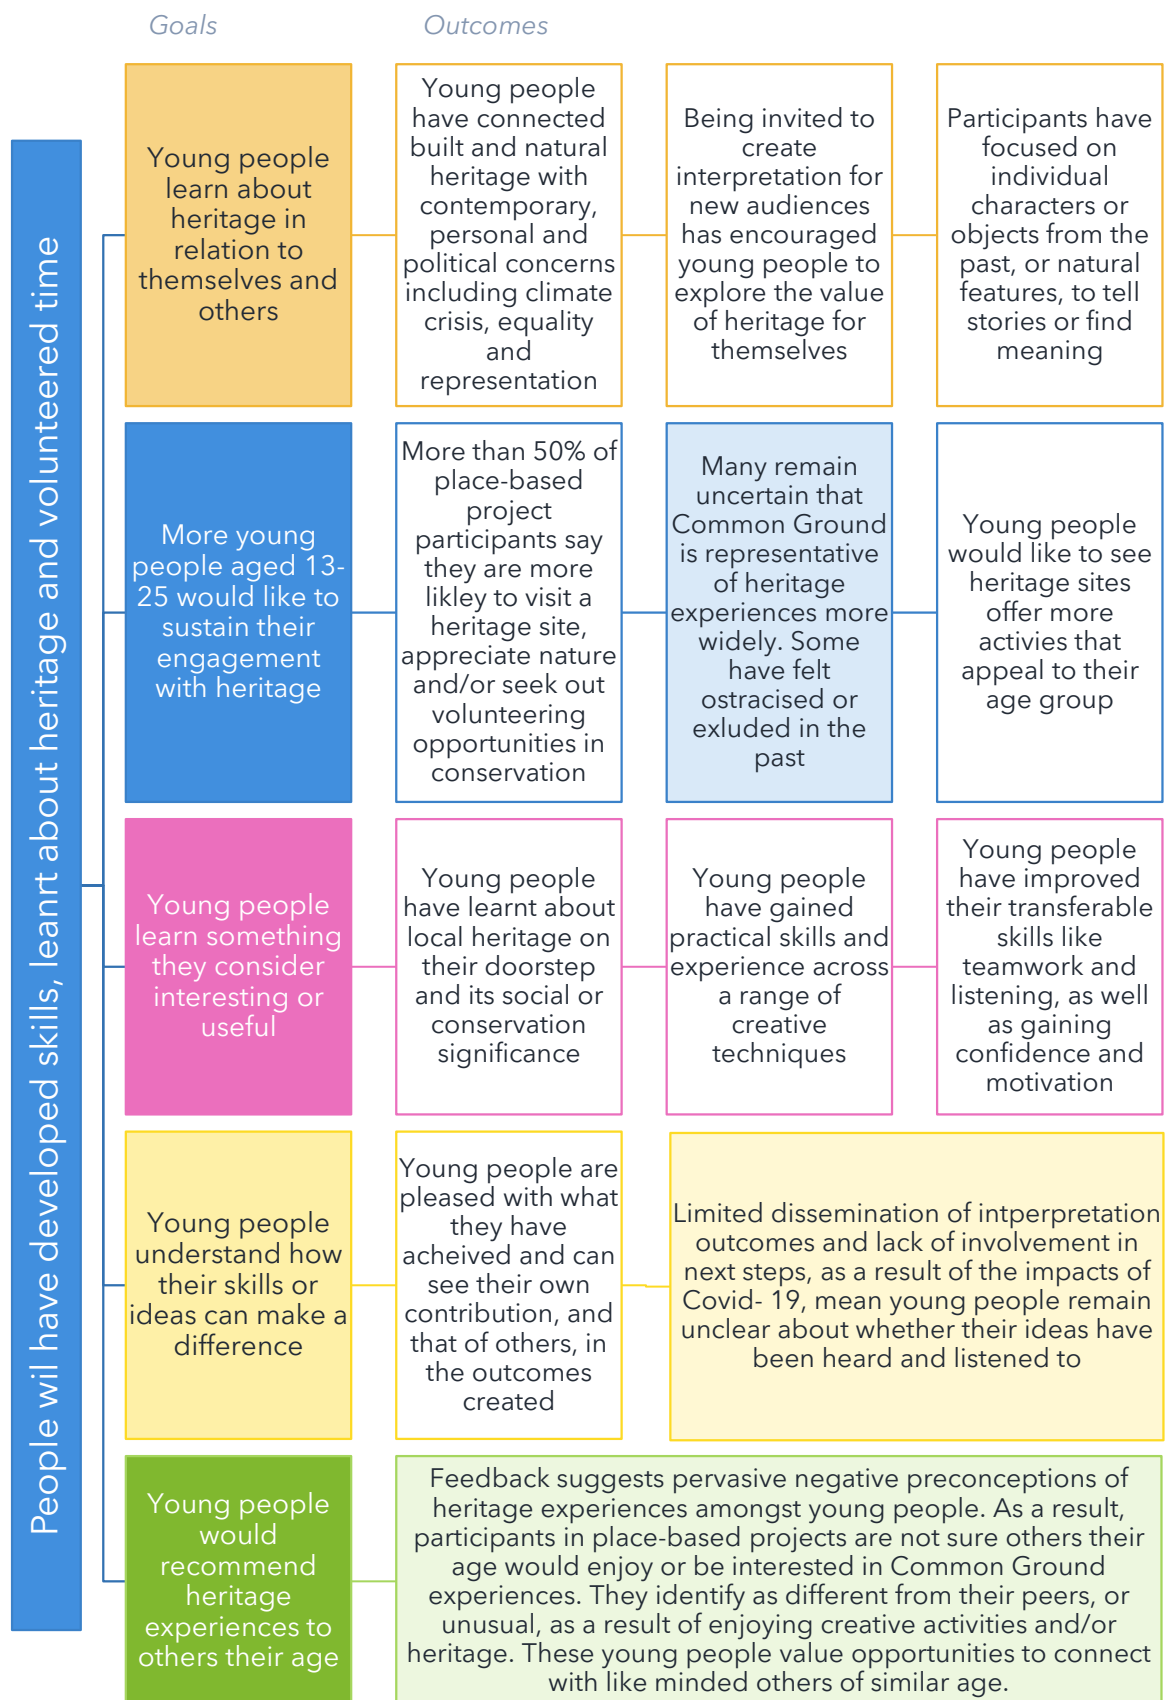 Goals
Outcomes
People wil have developed skills, leanrt about heritage and volunteered time
Young people
learn about
heritage in
relation to
themselves and
others
Young people
have connected
built and natural
heritage with
contemporary,
personal and
political concerns
including climate
crisis, equality
and
representation
Being invited to
create
interpretation for
new audiences
has encouraged
young people to
explore the value
of heritage for
themselves
Participants have
focused on
individual
characters or
objects from the
past, or natural
features, to tell
stories or find
meaning
More young
people aged 13-
25 would like to
sustain their
engagement
with heritage
More than 50% of
place-based
project
participants say
they are more
likley to visit a
heritage site,
appreciate nature
and/or seek out
volunteering
opportunities in
conservation
Many remain
uncertain that
Common Ground
is representative
of heritage
experiences more
widely. Some
have felt
ostracised or
exluded in the
past
Young people
would like to see
heritage sites
offer more
activies that
appeal to their
age group
Young people
learn something
they consider
interesting or
useful
Young people
have learnt about
local heritage on
their doorstep
and its social or
conservation
significance
Young people
have gained
practical skills and
experience across
a range of
creative
techniques
Young people
have improved
their transferable
skills like
teamwork and
listening, as well
as gaining
confidence and
motivation
Young people
understand how
their skills or
ideas can make a
difference
Young people are
pleased with what
they have
acheived and can
see their own
contribution, and
that of others, in
the outcomes
created
Limited dissemination of intperpretation
outcomes and lack of involvement in
next steps, as a result of the impacts of
Covid- 19, mean young people remain
unclear about whether their ideas have
been heard and listened to
Young people
would
recommend
heritage
experiences to
others their age
Feedback suggests pervasive negative preconceptions of
heritage experiences amongst young people. As a result,
participants in place-based projects are not sure others their
age would enjoy or be interested in Common Ground
experiences. They identify as different from their peers, or
unusual, as a result of enjoying creative activities and/or
heritage. These young people value opportunities to connect
with like minded others of similar age.